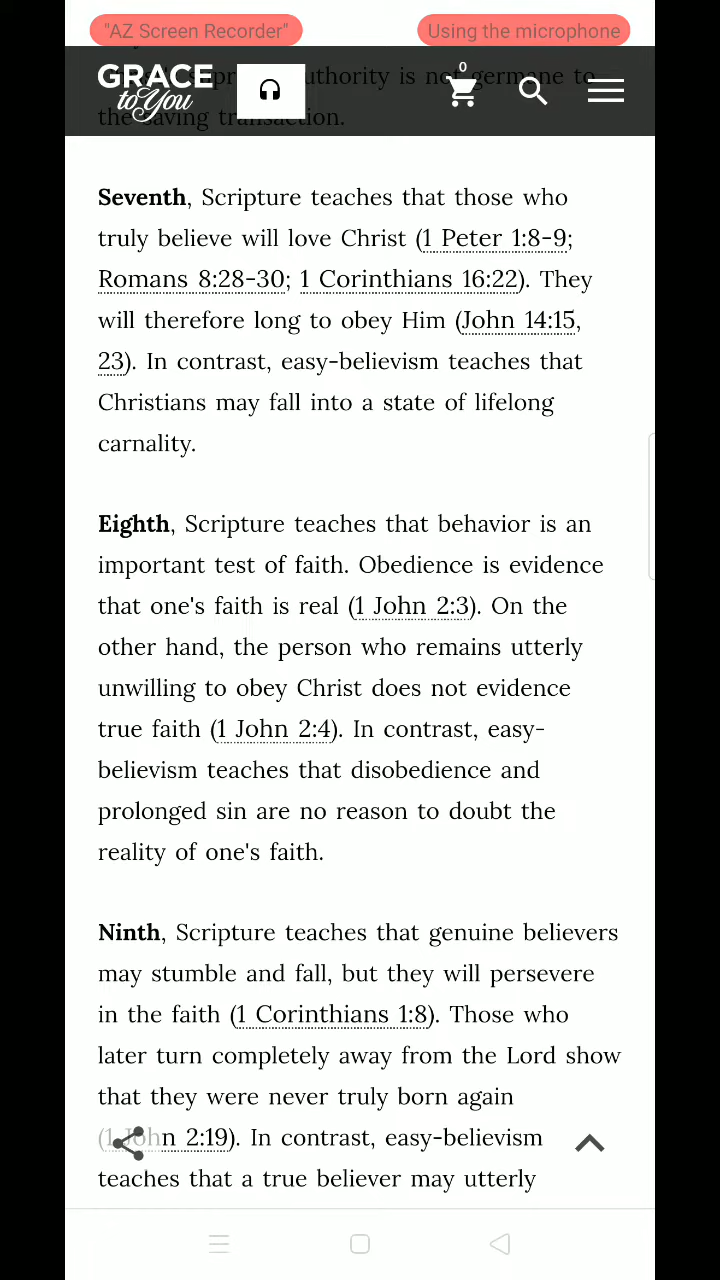 "AZ Screen Recorder"
Using the microphone
GRACE
to You
0
authority is not germane to
the saving transaction.
Seventh, Scripture teaches that those who
truly believe will love Christ (1 Peter 1:8-9;
Romans 8:28-30; 1 Corinthians 16:22). They
will therefore long to obey Him (John 14:15,
23). In contrast, easy-believism teaches that
Christians may fall into a state of lifelong
carnality.
Eighth, Scripture teaches that behavior is an
important test of faith. Obedience is evidence
that one's faith is real (1 John 2:3). On the
other hand, the person who remains utterly
unwilling to obey Christ does not evidence
true faith (1 John 2:4). In contrast, easy-
believism teaches that disobedience and
prolonged sin are no reason to doubt the
reality of one's faith.
Ninth, Scripture teaches that genuine believers
may stumble and fall, but they will persevere
in the faith (1 Corinthians 1:8). Those who
later turn completely away from the Lord show
that they were never truly born again
(1 John 2:19). In contrast, easy-believism
teaches that a true believer may utterly